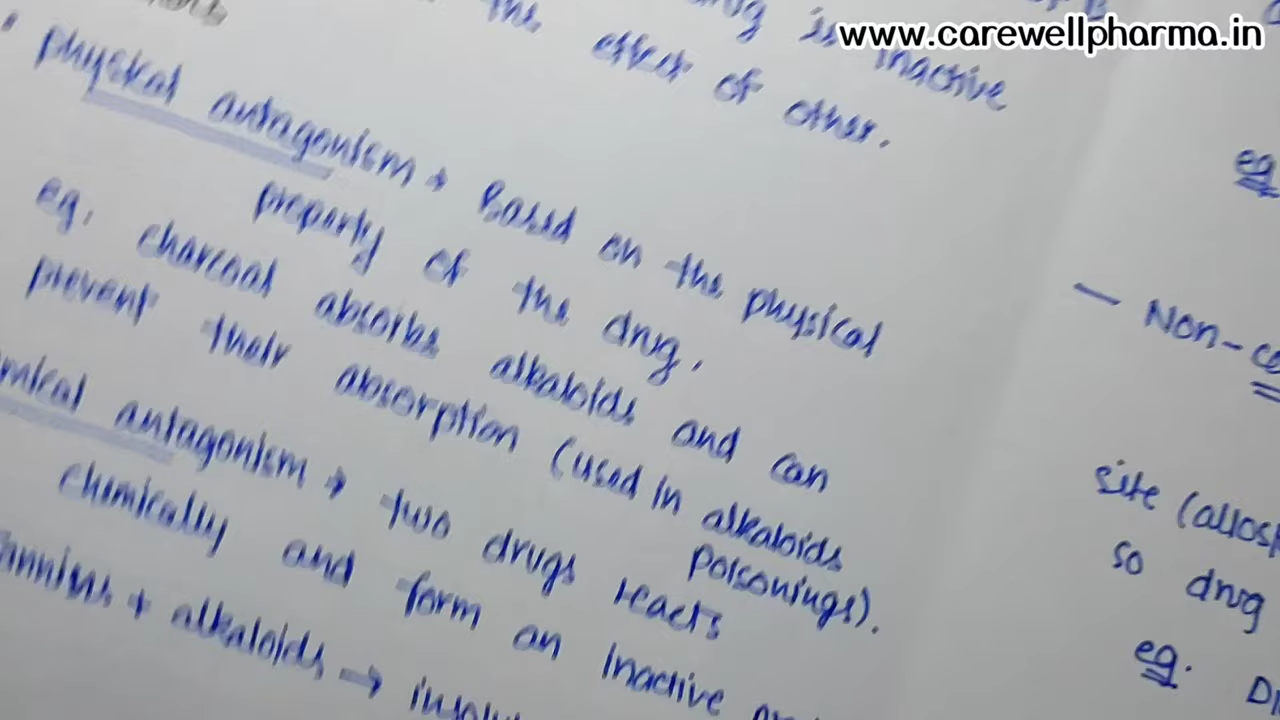 www.carewellpharma.in
the drug is inactive
the effect of other.
physical antagonism → Based on the physical
property of the drug.
eg. charcoal absorbs alkaloids and can
prevent their absorption (used in alkaloids
poisonings).
antagonism → two drugs reacts
chemically and form an inactive
+ alkaloids →
eg
— Non-
site
so drug
eg.